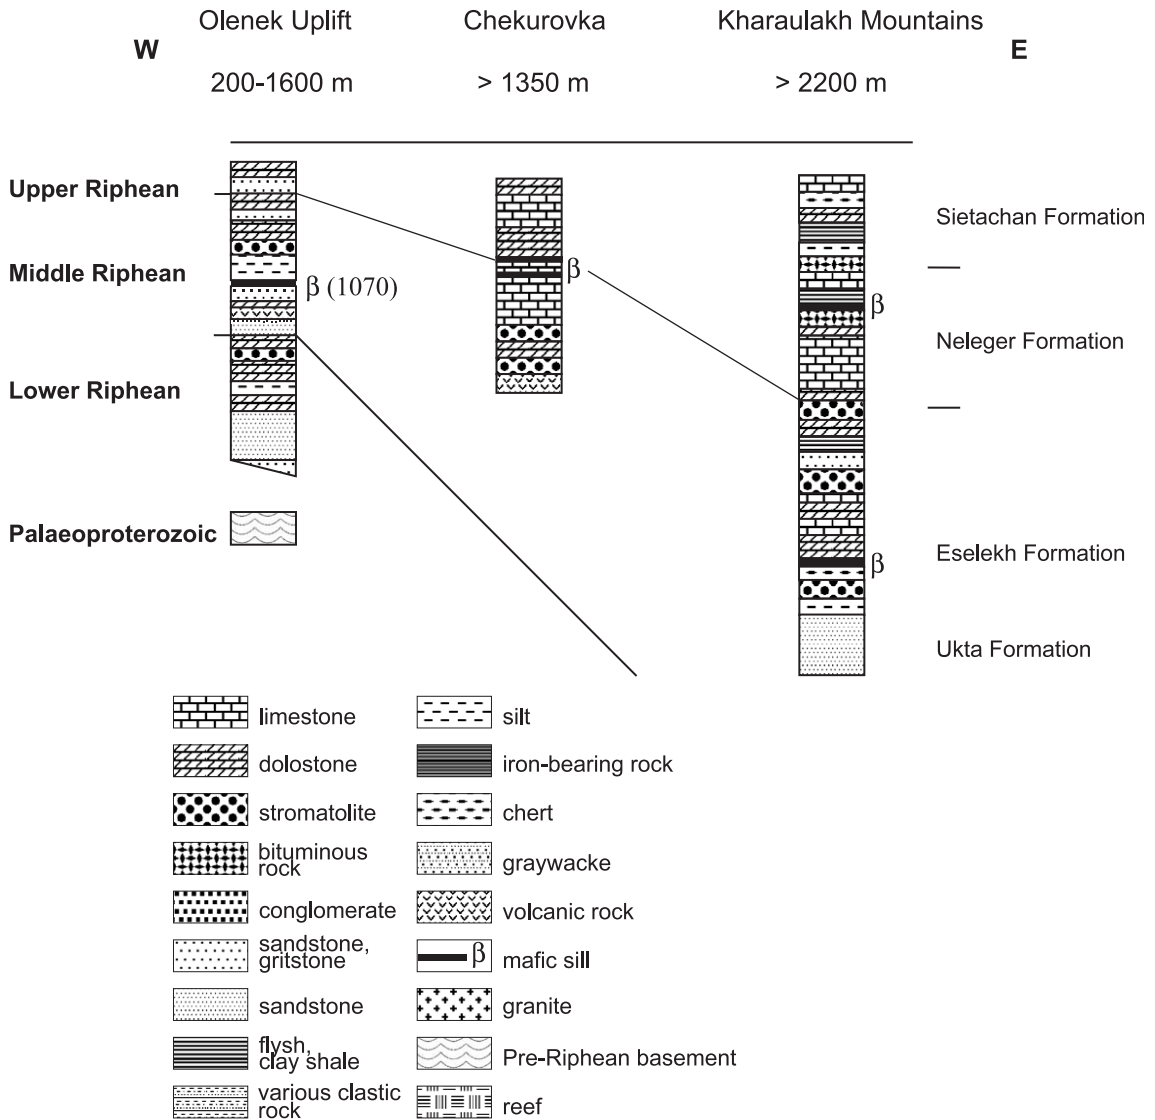 Olenek Uplift Chekurovka Kharaulakh Mountains
W E
200-1600 m > 1350 m > 2200 m
Upper Riphean
Sietachan Formation
Middle Riphean
β (1070)
β
β
Neleger Formation
Lower Riphean
Palaeoproterozoic
Eselekh Formation
β
Ukta Formation
limestone
dolostone
stromatolite
bituminous
rock
conglomerate
sandstone,
gritstone
sandstone
flysh,
clay shale
various clastic
rock
silt
iron-bearing rock
chert
graywacke
volcanic rock
β mafic sill
granite
Pre-Riphean basement
reef